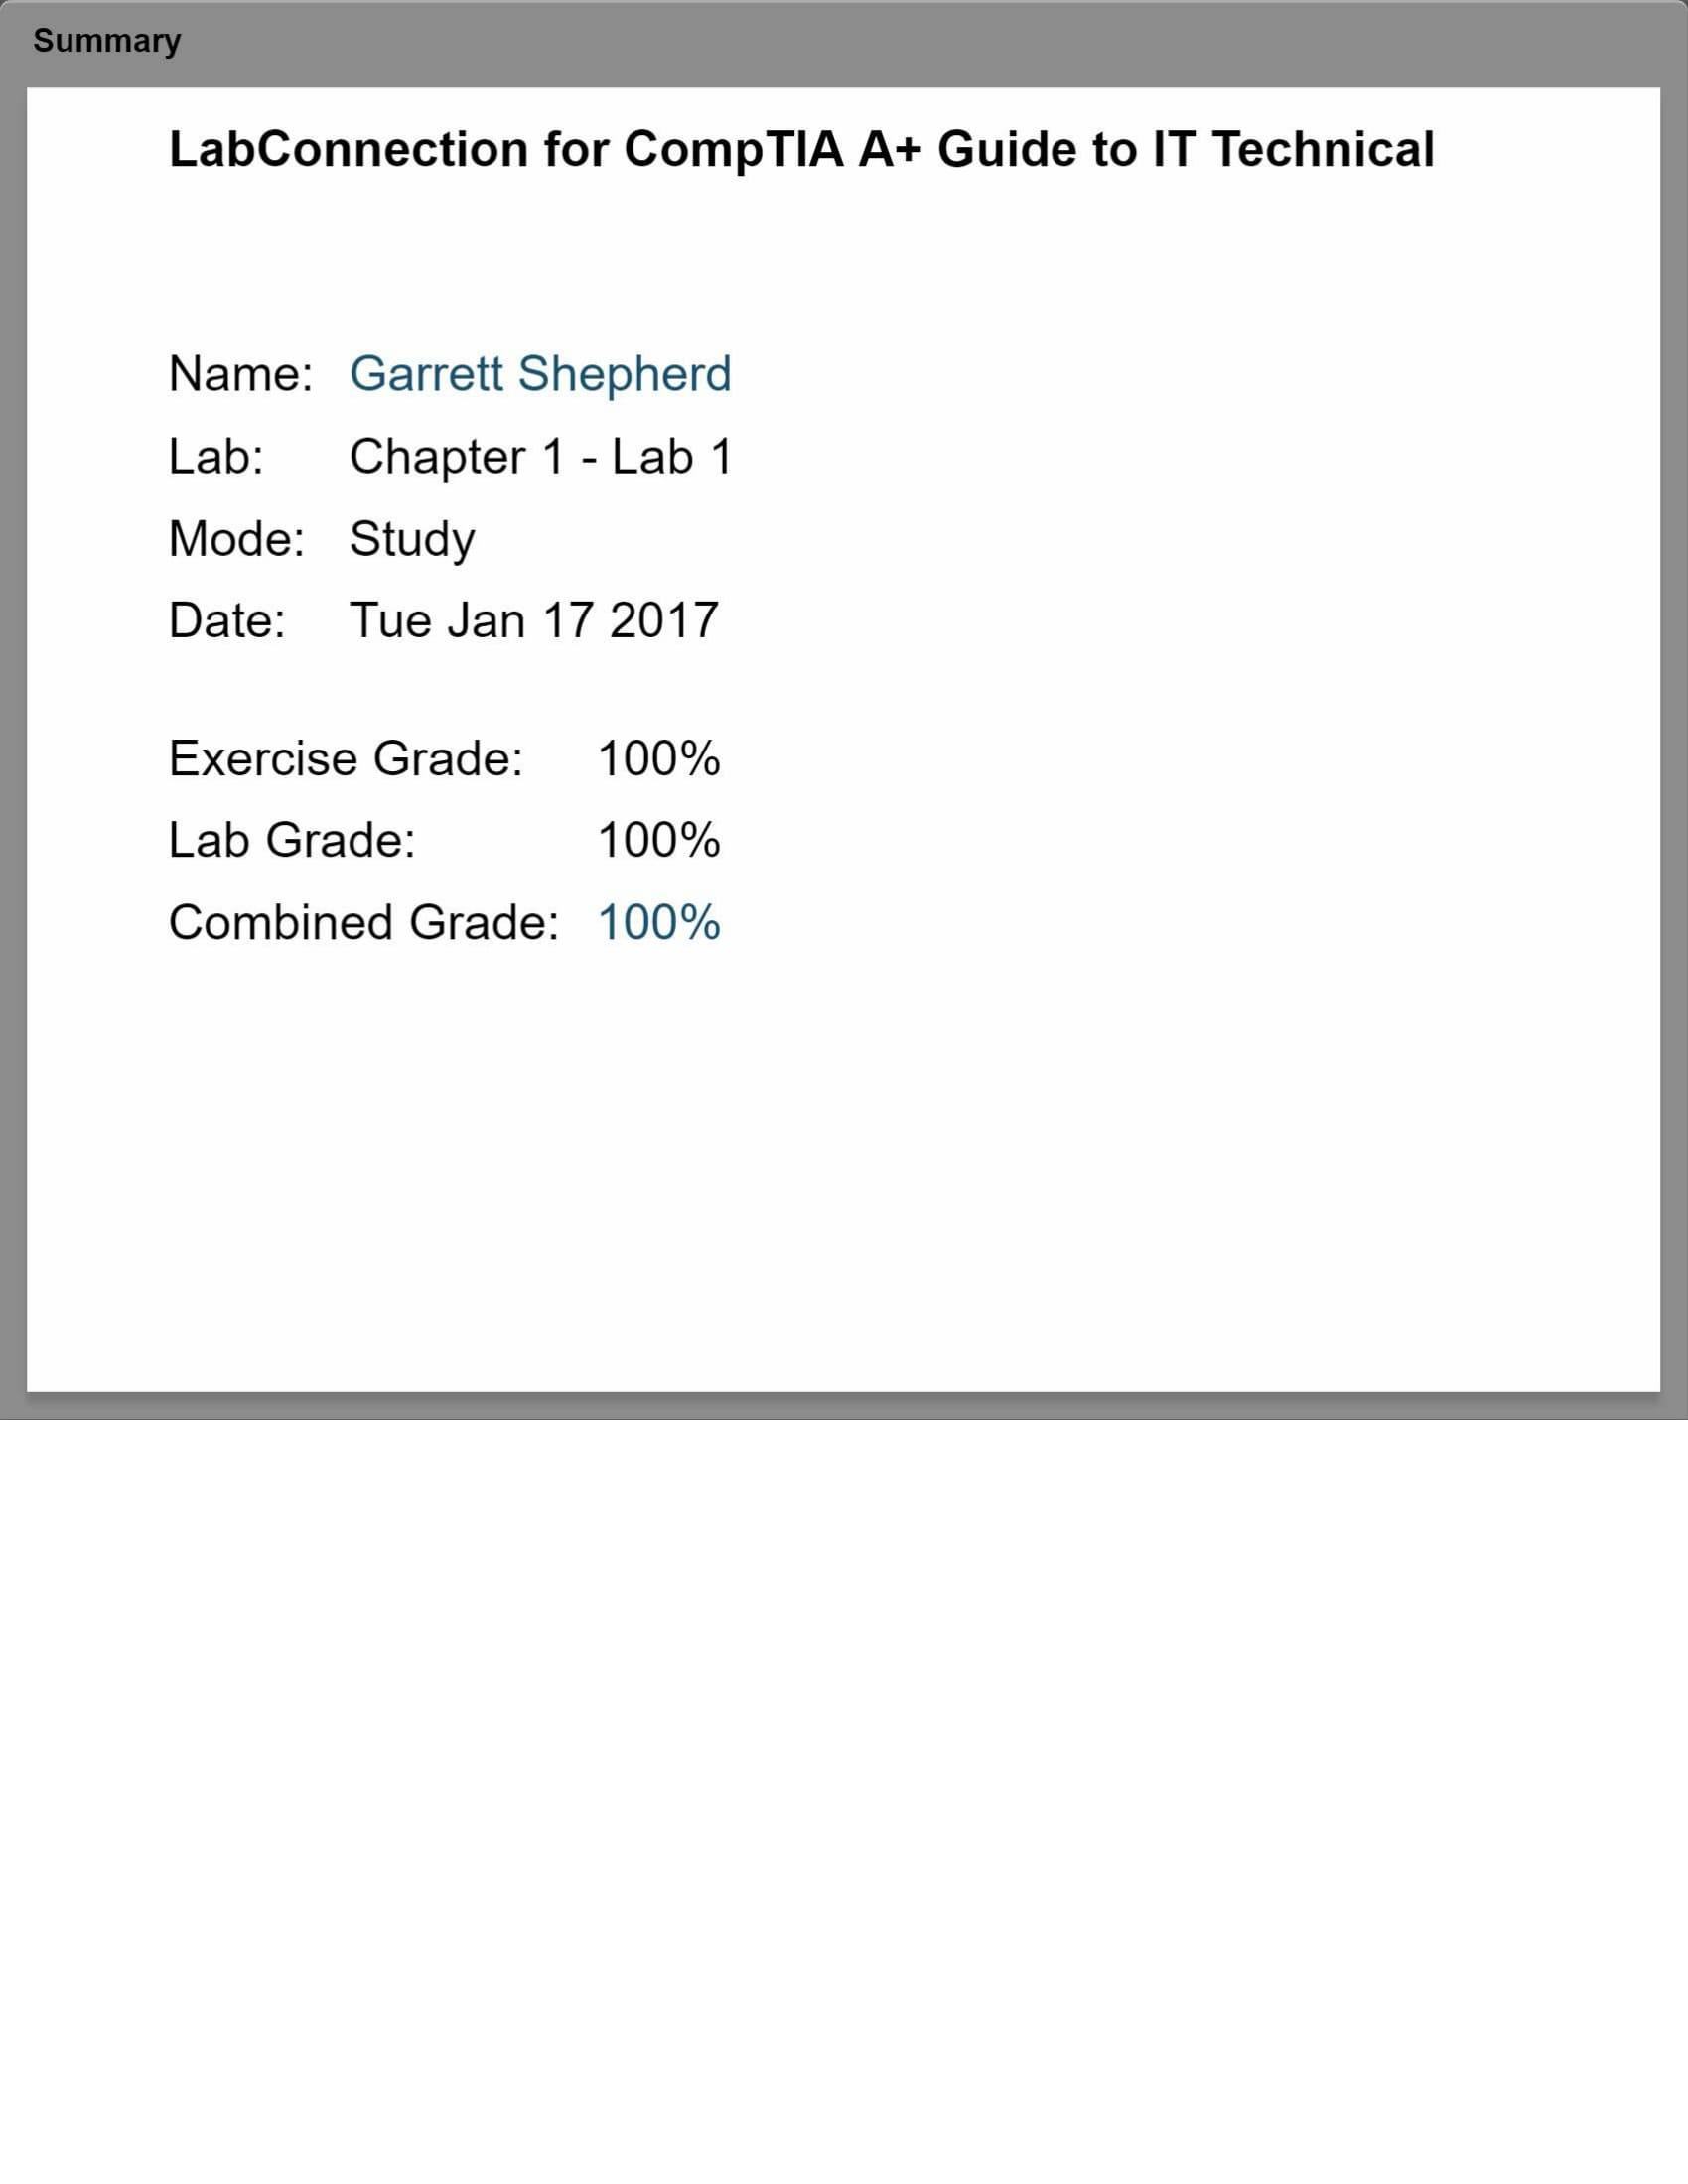 Summary
LabConnection for CompTIA A+ Guide to IT Technical
Name: Garrett Shepherd
Lab: Chapter 1 - Lab 1
Mode: Study
Date: Tue Jan 17 2017
Exercise Grade: 100%
Lab Grade: 100%
Combined Grade: 100%